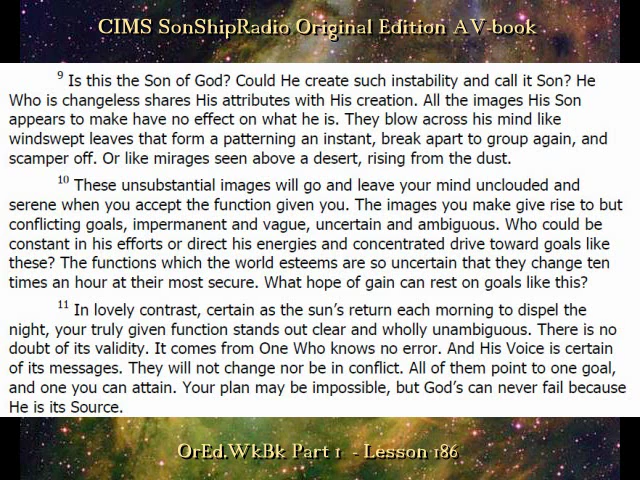 CIMS SonShipRadio Original Edition AV-book
9 Is this the Son of God? Could He create such instability and call it Son? He
Who is changeless shares His attributes with His creation. All the images His Son
appears to make have no effect on what he is. They blow across his mind like
windswept leaves that form a patterning an instant, break apart to group again, and
scamper off. Or like mirages seen above a desert, rising from the dust.
10 These unsubstantial images will go and leave your mind unclouded and
serene when you accept the function given you. The images you make give rise to but
conflicting goals, impermanent and vague, uncertain and ambiguous. Who could be
constant in his efforts or direct his energies and concentrated drive toward goals like
these? The functions which the world esteems are so uncertain that they change ten
times an hour at their most secure. What hope of gain can rest on goals like this?
11 In lovely contrast, certain as the sun's return each morning to dispel the
night, your truly given function stands out clear and wholly unambiguous. There is no
doubt of its validity. It comes from One Who knows no error. And His Voice is certain
of its messages. They will not change nor be in conflict. All of them point to one goal,
and one you can attain. Your plan may be impossible, but God's can never fail because
He is its Source.
OrEd.WkBk Part 1 - Lesson 186